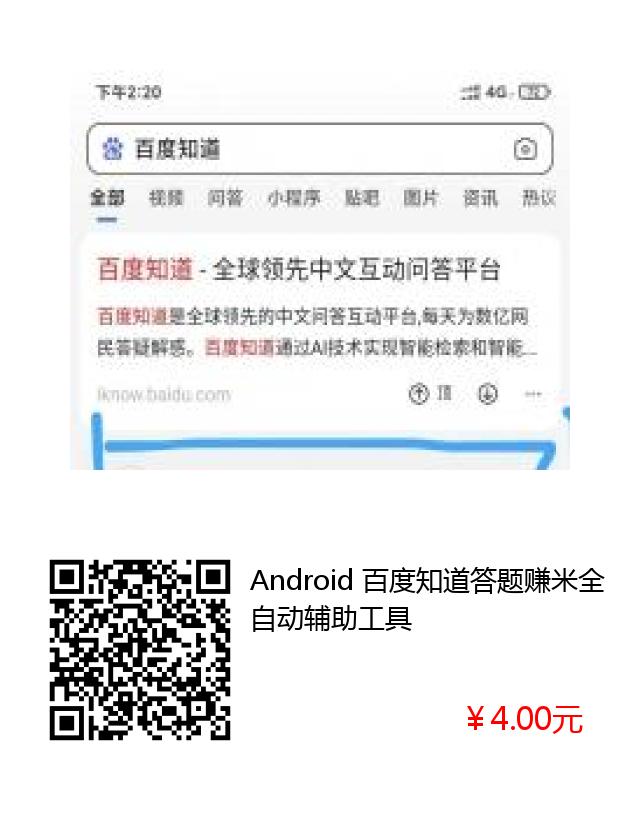 下午2:20
4G
72
百度知道
全部 视频 问答 小程序 贴吧 图片 资讯 热议
百度知道 - 全球领先中文互动问答平台
百度知道是全球领先的中文问答互动平台,每天为数亿网
民答疑解惑。百度知道通过AI技术实现智能检索和智能...
iknow.baidu.com
顶
Android 百度知道答题赚米全
自动辅助工具
¥4.00元